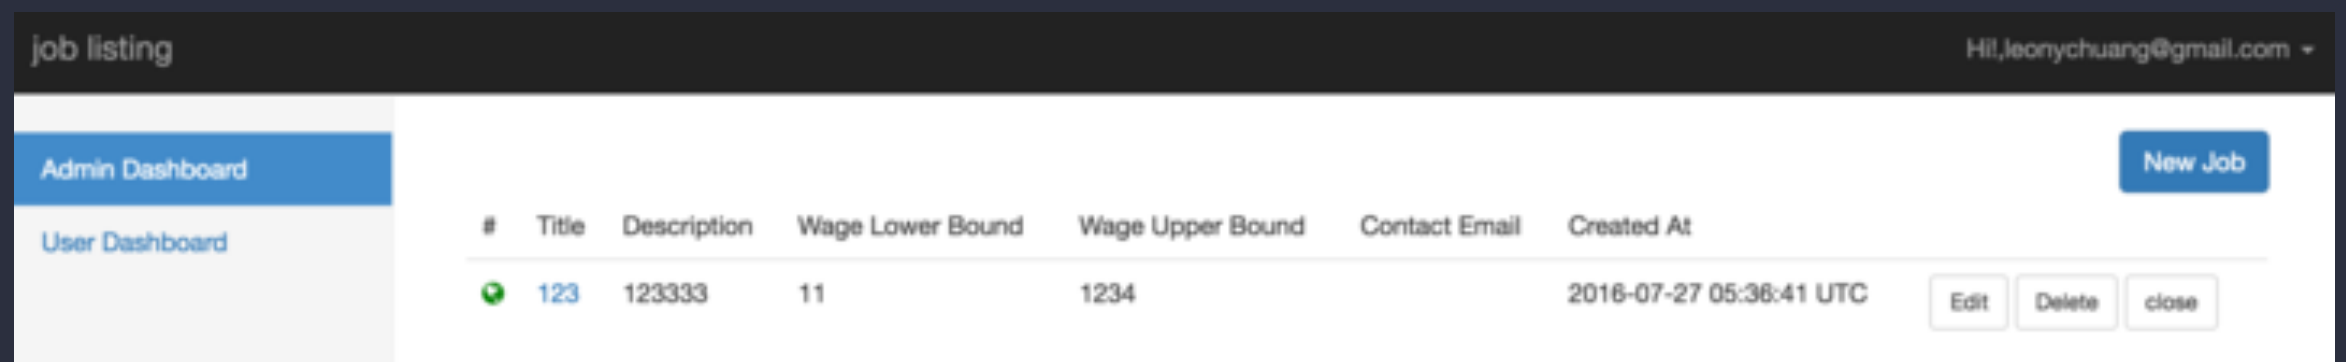 job listing
Hi!,leonychuang@gmail.com
Admin Dashboard
User Dashboard
New Job
# Title Description Wage Lower Bound Wage Upper Bound Contact Email Created At
123 123333 11 1234 2016-07-27 05:36:41 UTC Edit Delete close